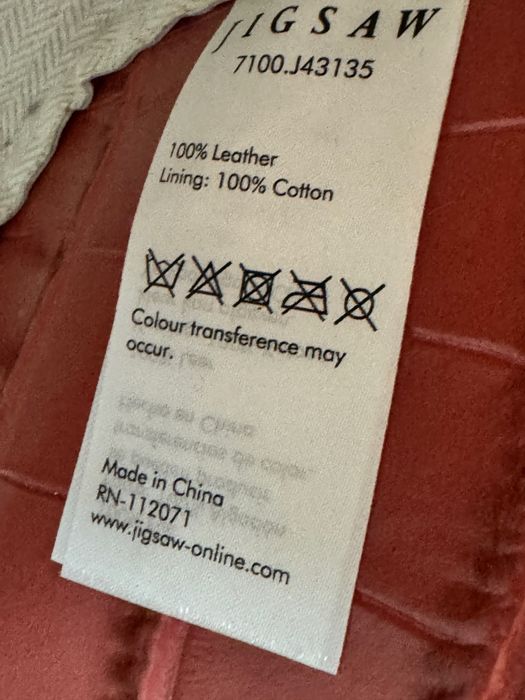 JIGSAW
7100.J43135
100% Leather
Lining: 100% Cotton
Colour transference may
occur.
Made in China
RN-112071
www.jigsaw-online.com